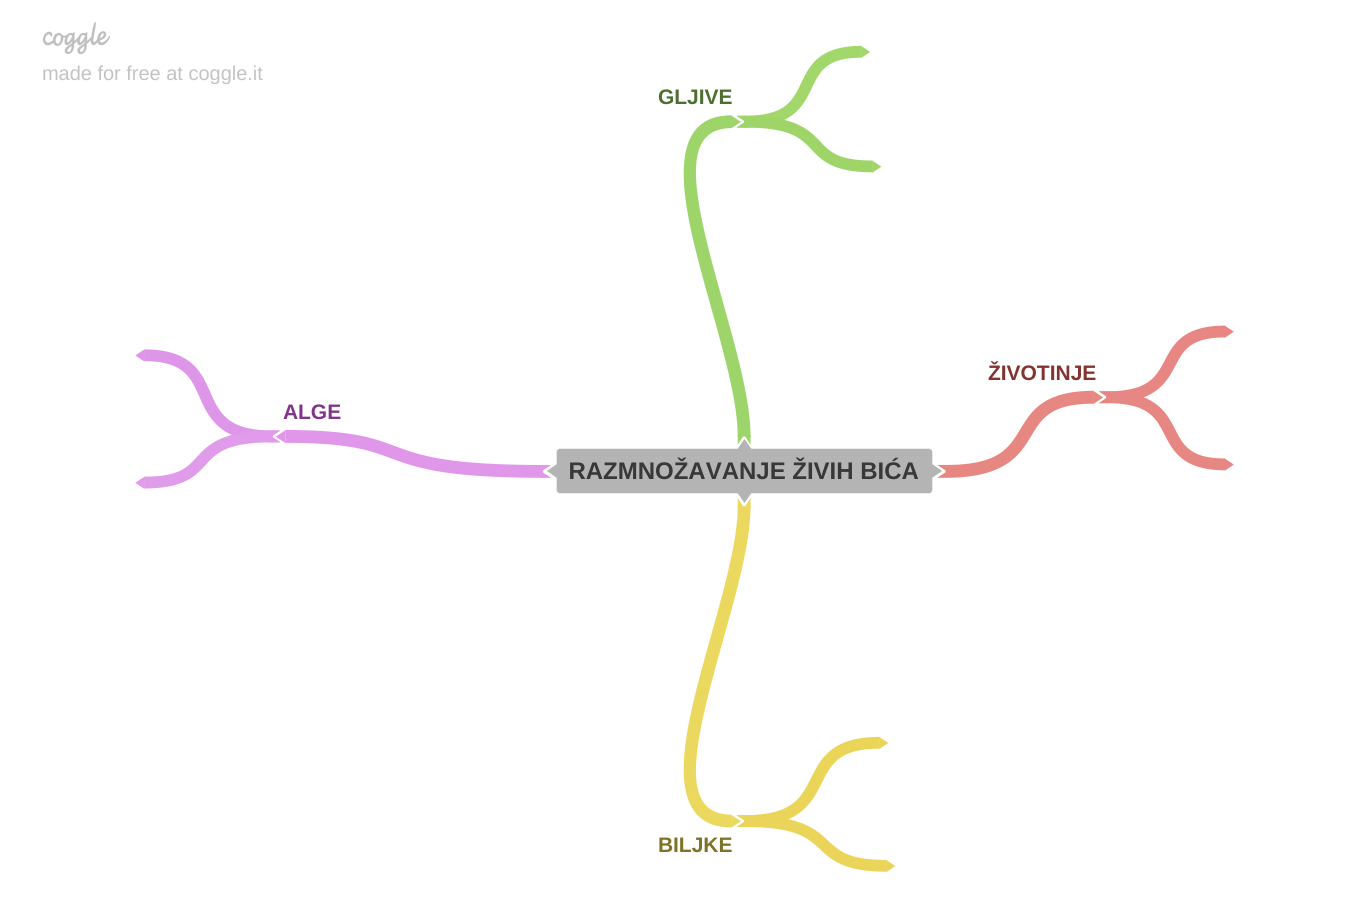 coggle
made for free at coggle.it
GLJIVE
ŽIVOTINJE
ALGE
RAZMNOŽAVANJE ŽIVIH BIĆA
BILJKE